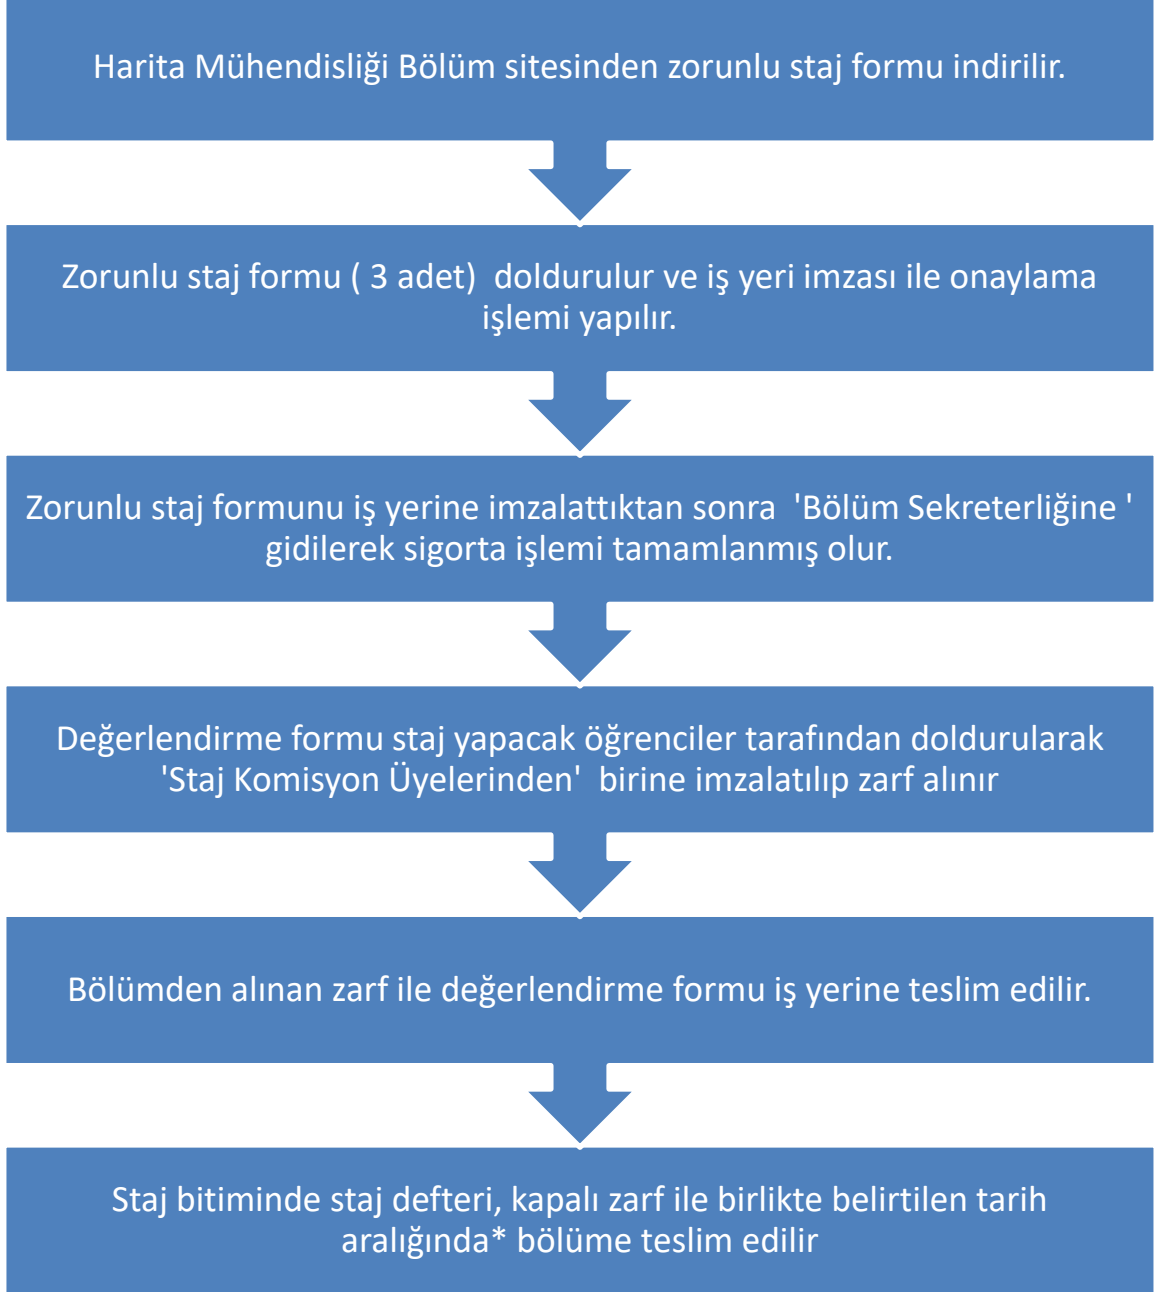 Harita Mühendisliği Bölüm sitesinden zorunlu staj formu indirilir.
Zorunlu staj formu ( 3 adet)  doldurulur ve iş yeri imzası ile onaylama
işlemi yapılır.
Zorunlu staj formunu iş yerine imzalattıktan sonra  'Bölüm Sekreterliğine '
gidilerek sigorta işlemi tamamlanmış olur.
Değerlendirme formu staj yapacak öğrenciler tarafından doldurularak
'Staj Komisyon Üyelerinden'  birine imzalatılıp zarf alınır
Bölümden alınan zarf ile değerlendirme formu iş yerine teslim edilir.
Staj bitiminde staj defteri, kapalı zarf ile birlikte belirtilen tarih
aralığında* bölüme teslim edilir